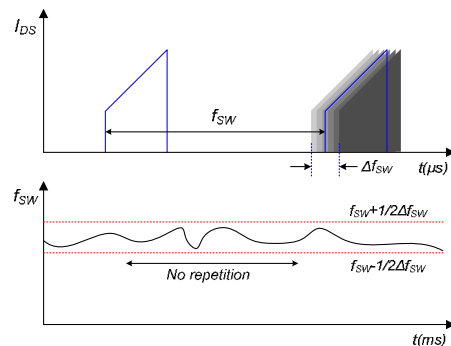 I_DS
f_SW
Δf_SW
t(µs)
f_SW
f_SW+1/2Δf_SW
No repetition
f_SW-1/2Δf_SW
t(ms)